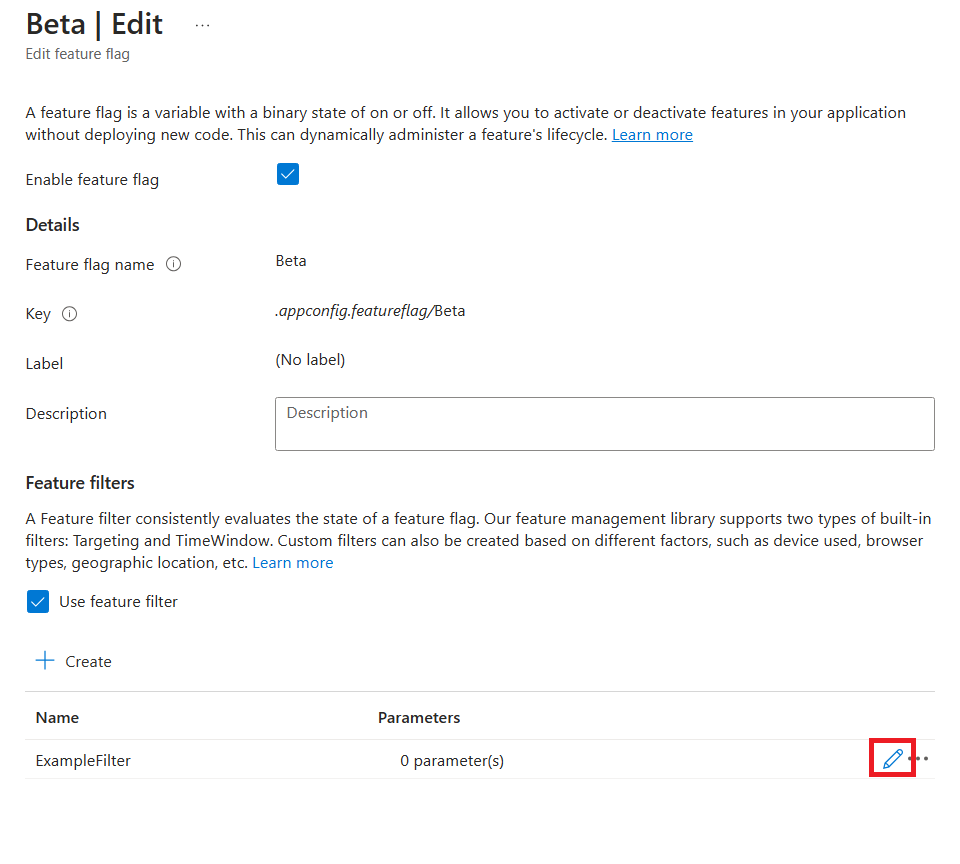 Beta | Edit ...
Edit feature flag
A feature flag is a variable with a binary state of on or off. It allows you to activate or deactivate features in your application
without deploying new code. This can dynamically administer a feature's lifecycle. Learn more
Enable feature flag
Details
Feature flag name
Beta
Key
.appconfig.featureflag/Beta
Label
(No label)
Description
Description
Feature filters
A Feature filter consistently evaluates the state of a feature flag. Our feature management library supports two types of built-in
filters: Targeting and TimeWindow. Custom filters can also be created based on different factors, such as device used, browser
types, geographic location, etc. Learn more
Use feature filter
Create
Name Parameters
ExampleFilter 0 parameter(s)